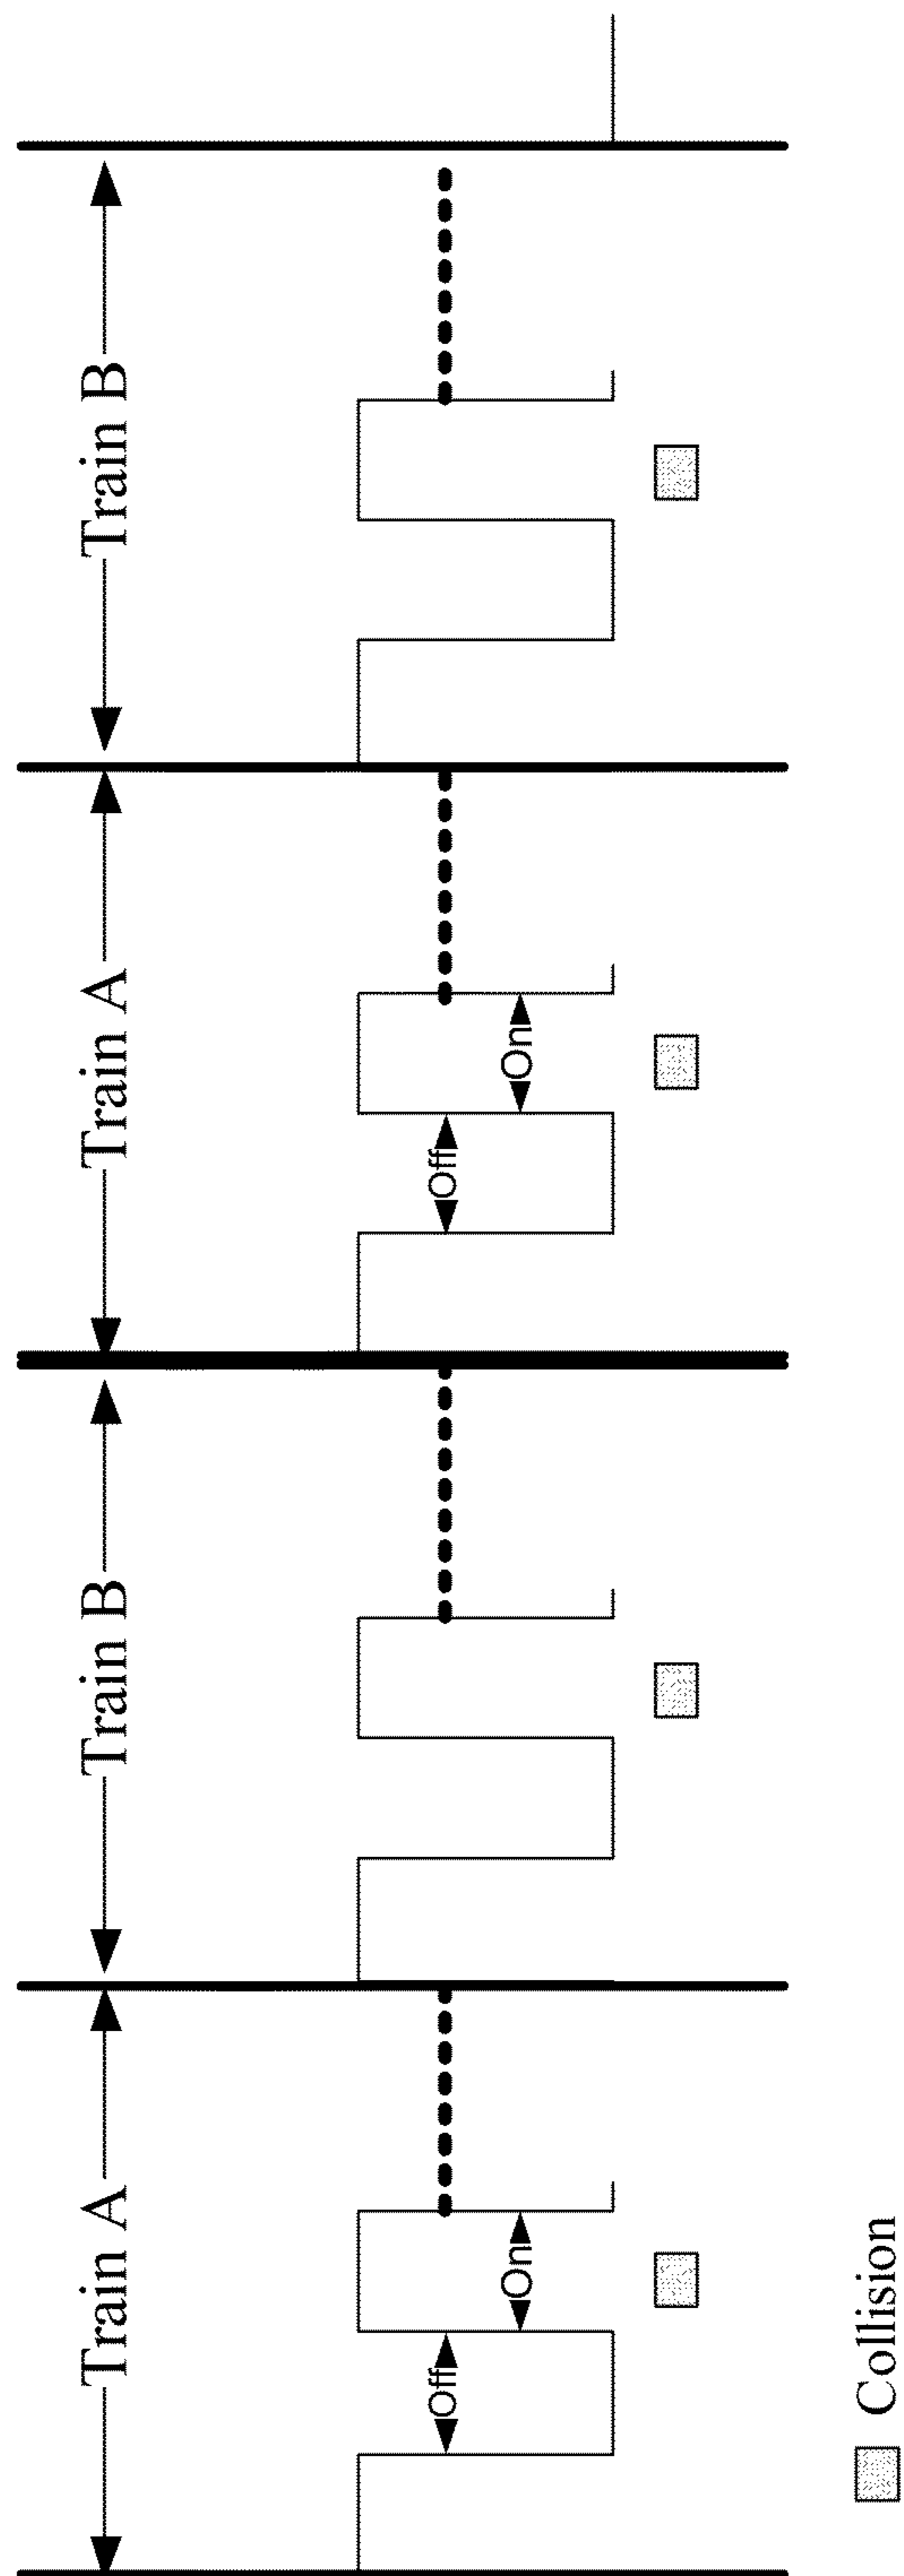 Train A
Train B
Train A
Train B
Off
On
Off
On
Collision